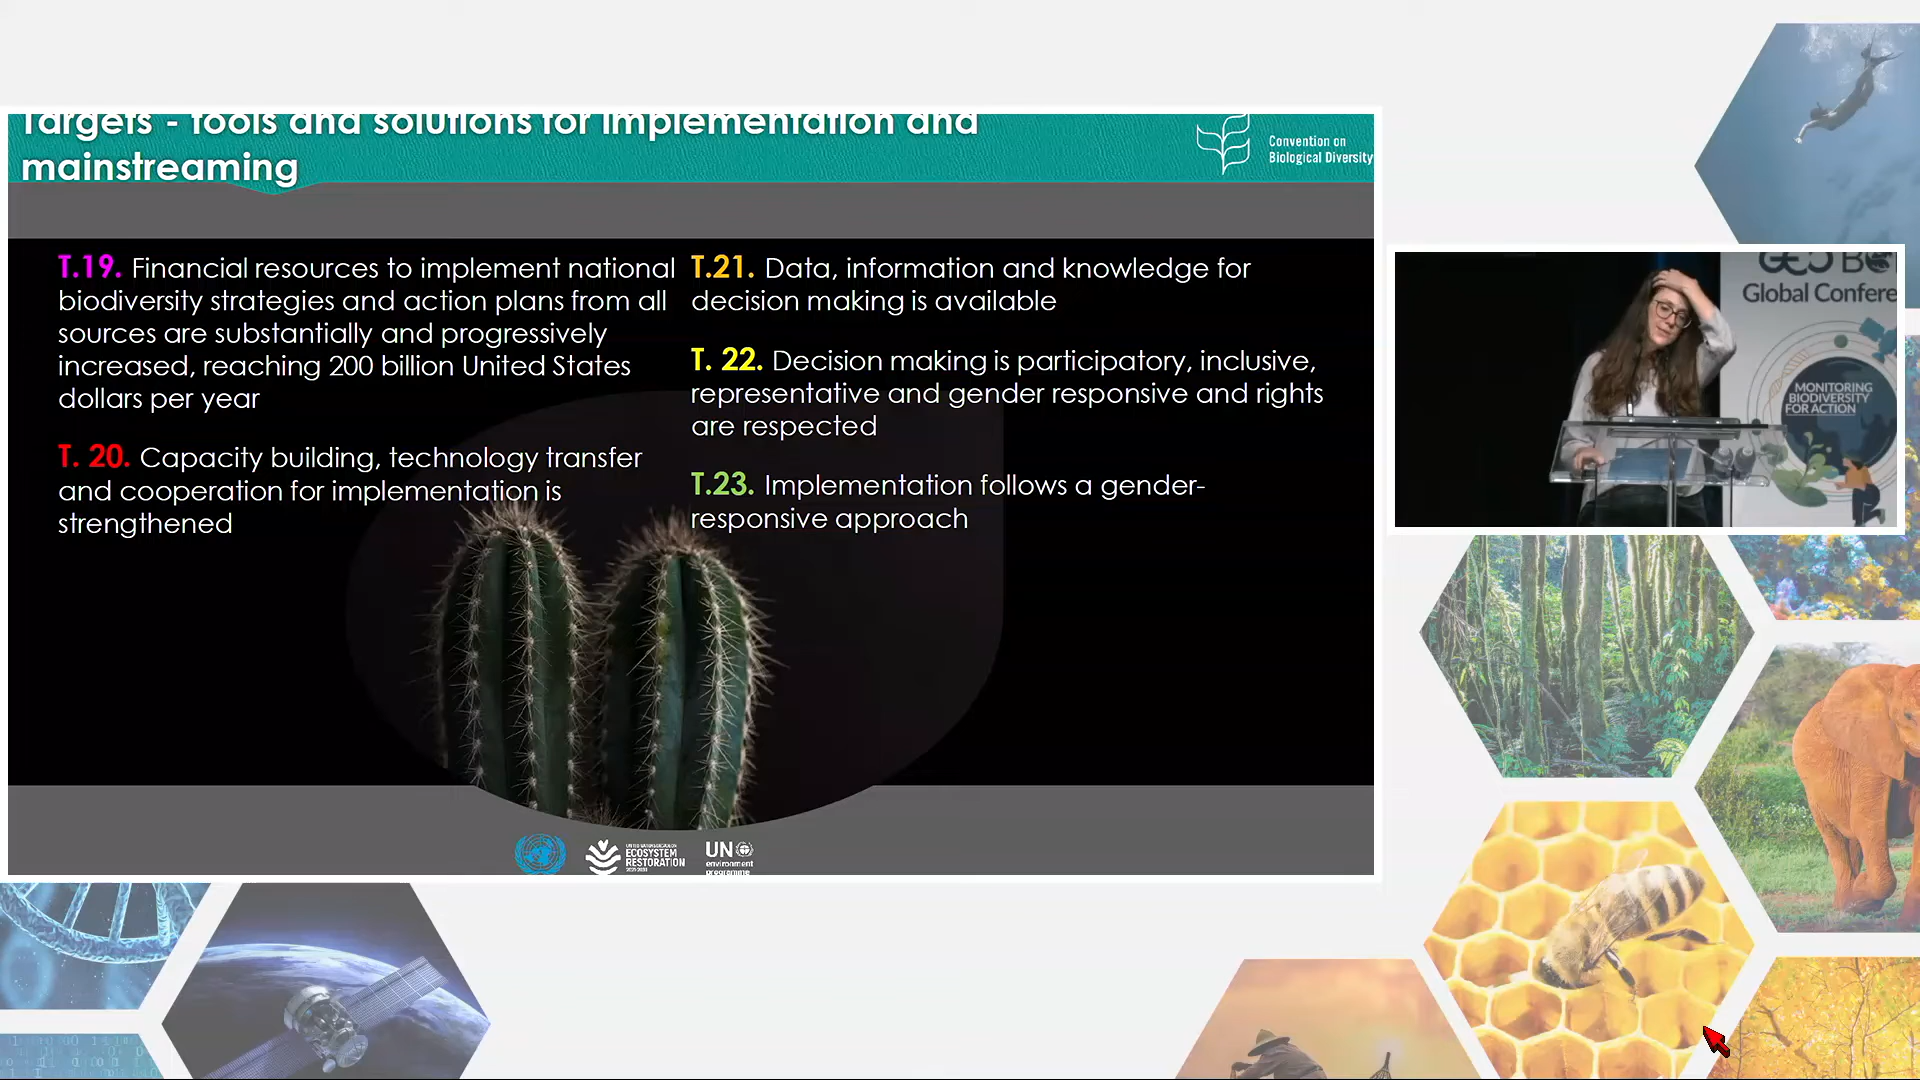 Targets - tools and solutions for implementation and
mainstreaming
Convention on
Biological Diversity
T.19. Financial resources to implement national
biodiversity strategies and action plans from all
sources are substantially and progressively
increased, reaching 200 billion United States
dollars per year
T. 20. Capacity building, technology transfer
and cooperation for implementation is
strengthened
T.21. Data, information and knowledge for
decision making is available
T. 22. Decision making is participatory, inclusive,
representative and gender responsive and rights
are respected
T.23. Implementation follows a gender-
responsive approach
ECOSYSTEM
RESTORATION
UN
environment
programme
GEO BON
Global Confere
MONITORING
BIODIVERSITY
FOR ACTION